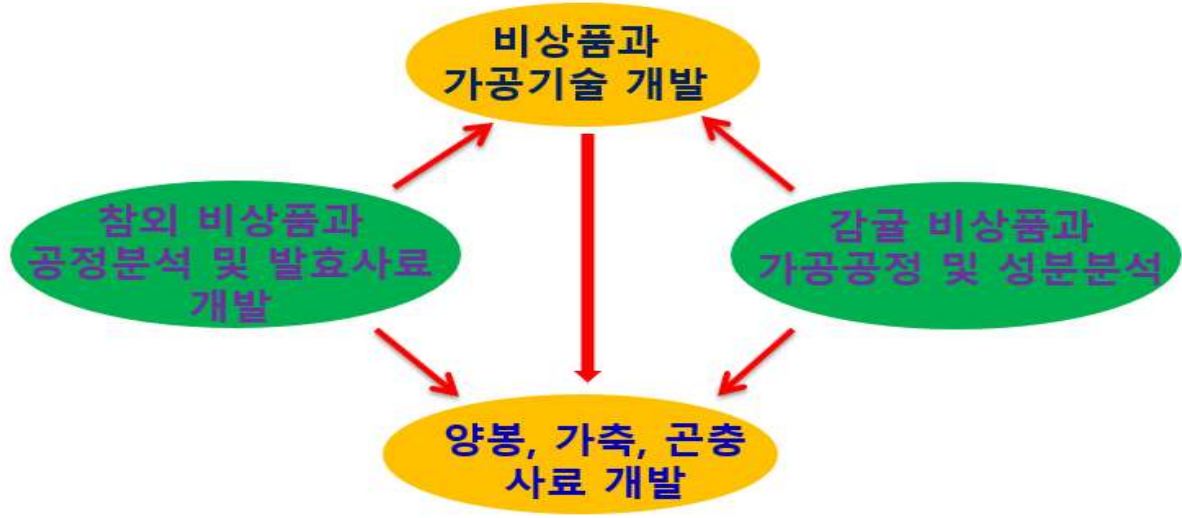 비상품과
가공기술 개발
참외 비상품과
공정분석 및 발효사료
개발
감귤 비상품과
가공공정 및 성분분석
양봉, 가축, 곤충
사료 개발